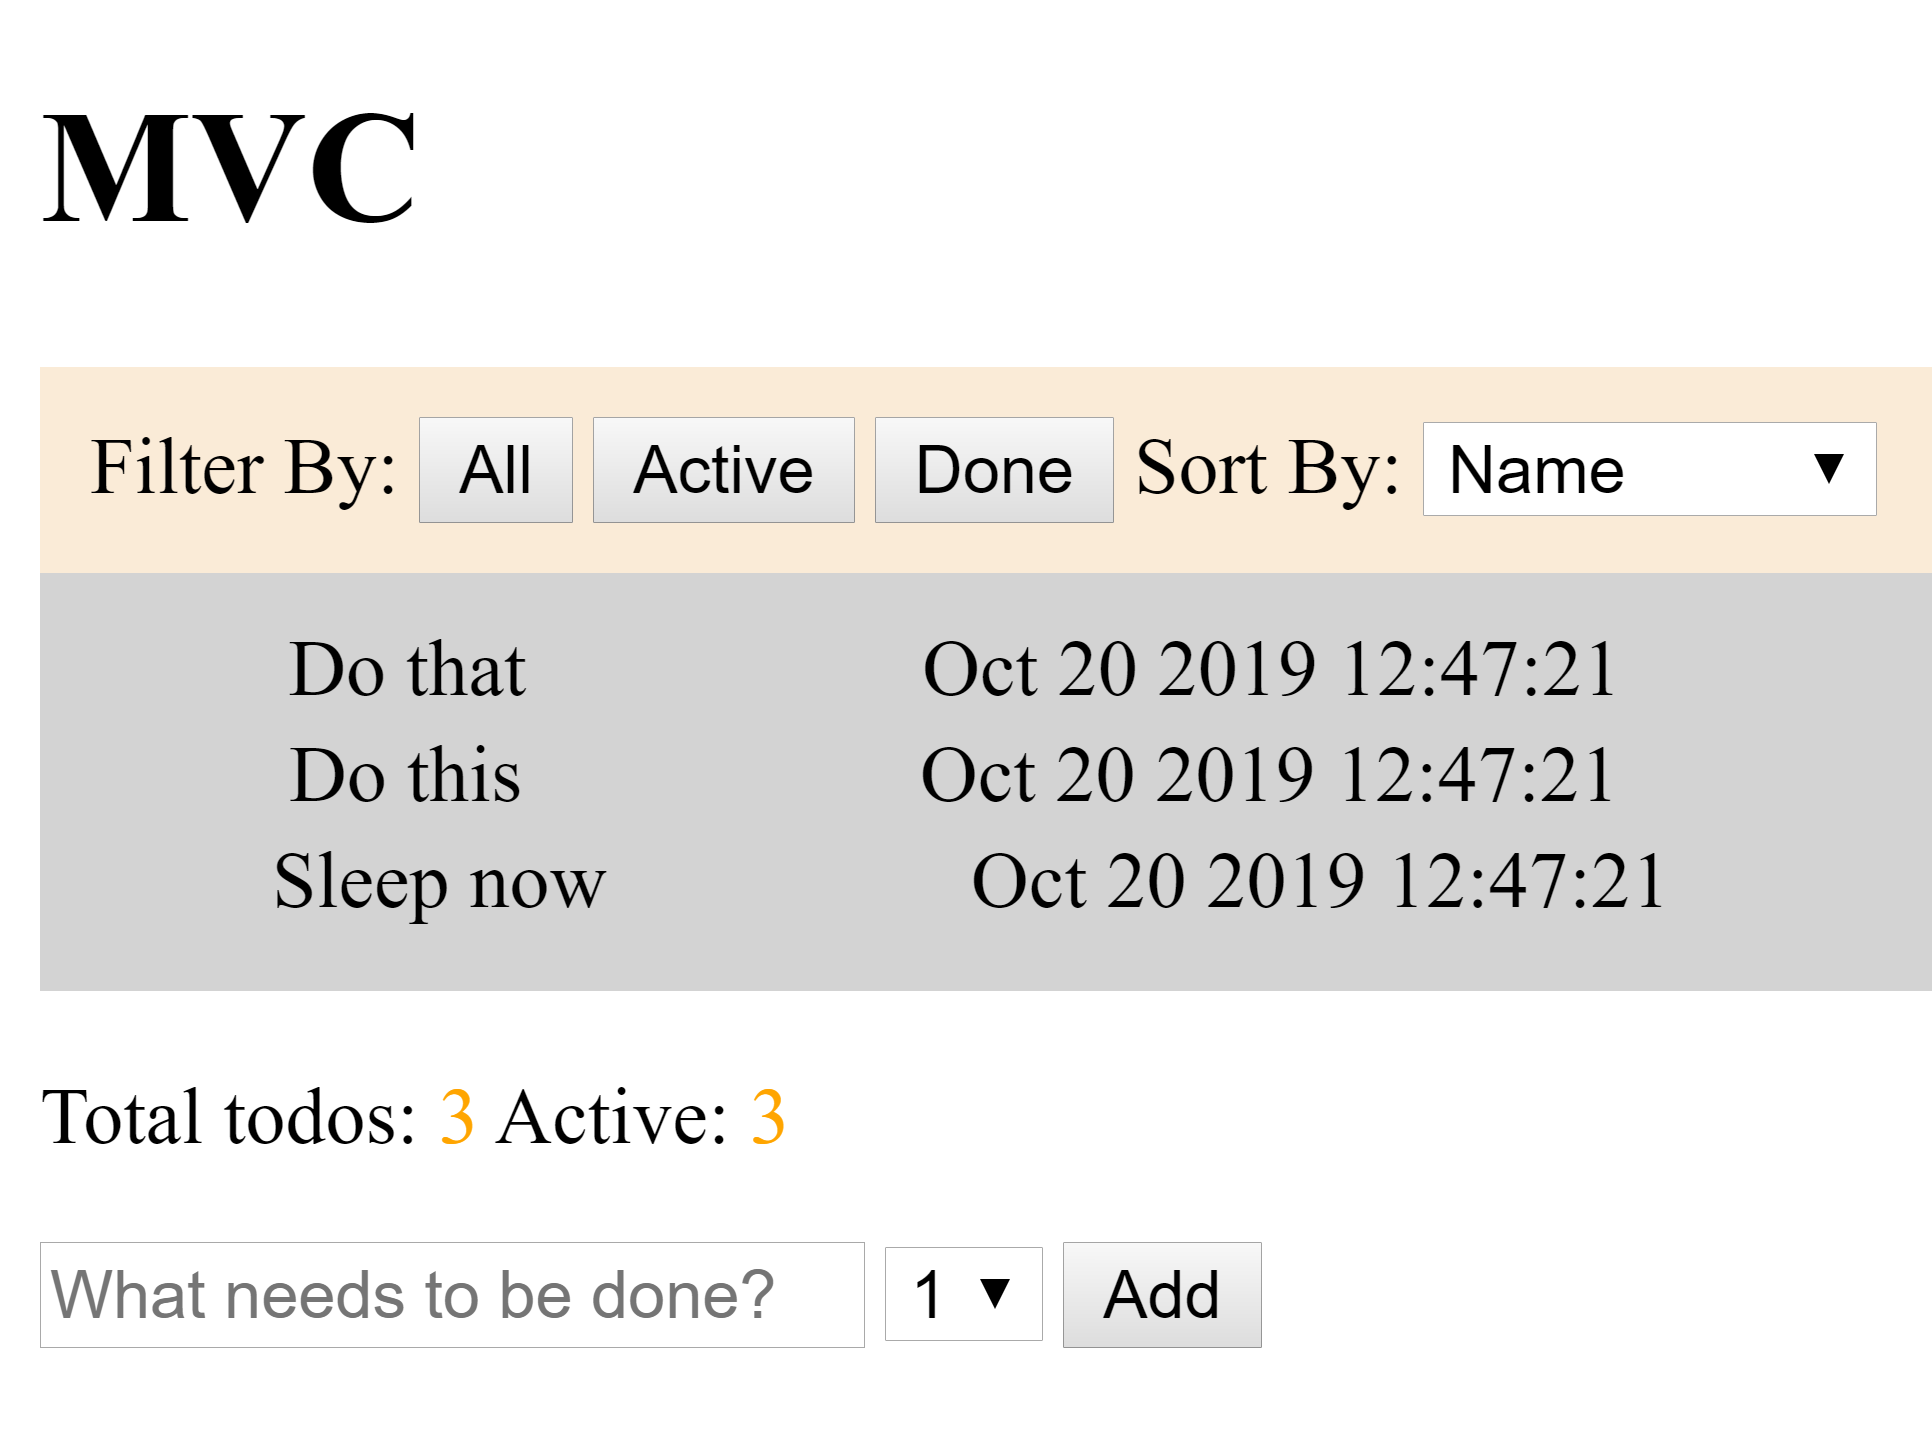 MVC
Filter By: All Active Done Sort By: Name
Do that Oct 20 2019 12:47:21
Do this Oct 20 2019 12:47:21
Sleep now Oct 20 2019 12:47:21
Total todos: 3 Active: 3
What needs to be done? 1 Add